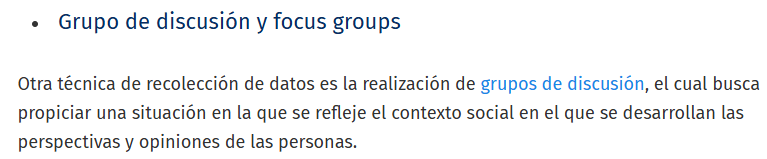 • Grupo de discusión y focus groups
Otra técnica de recolección de datos es la realización de grupos de discusión, el cual busca
propiciar una situación en la que se refleje el contexto social en el que se desarrollan las
perspectivas y opiniones de las personas.